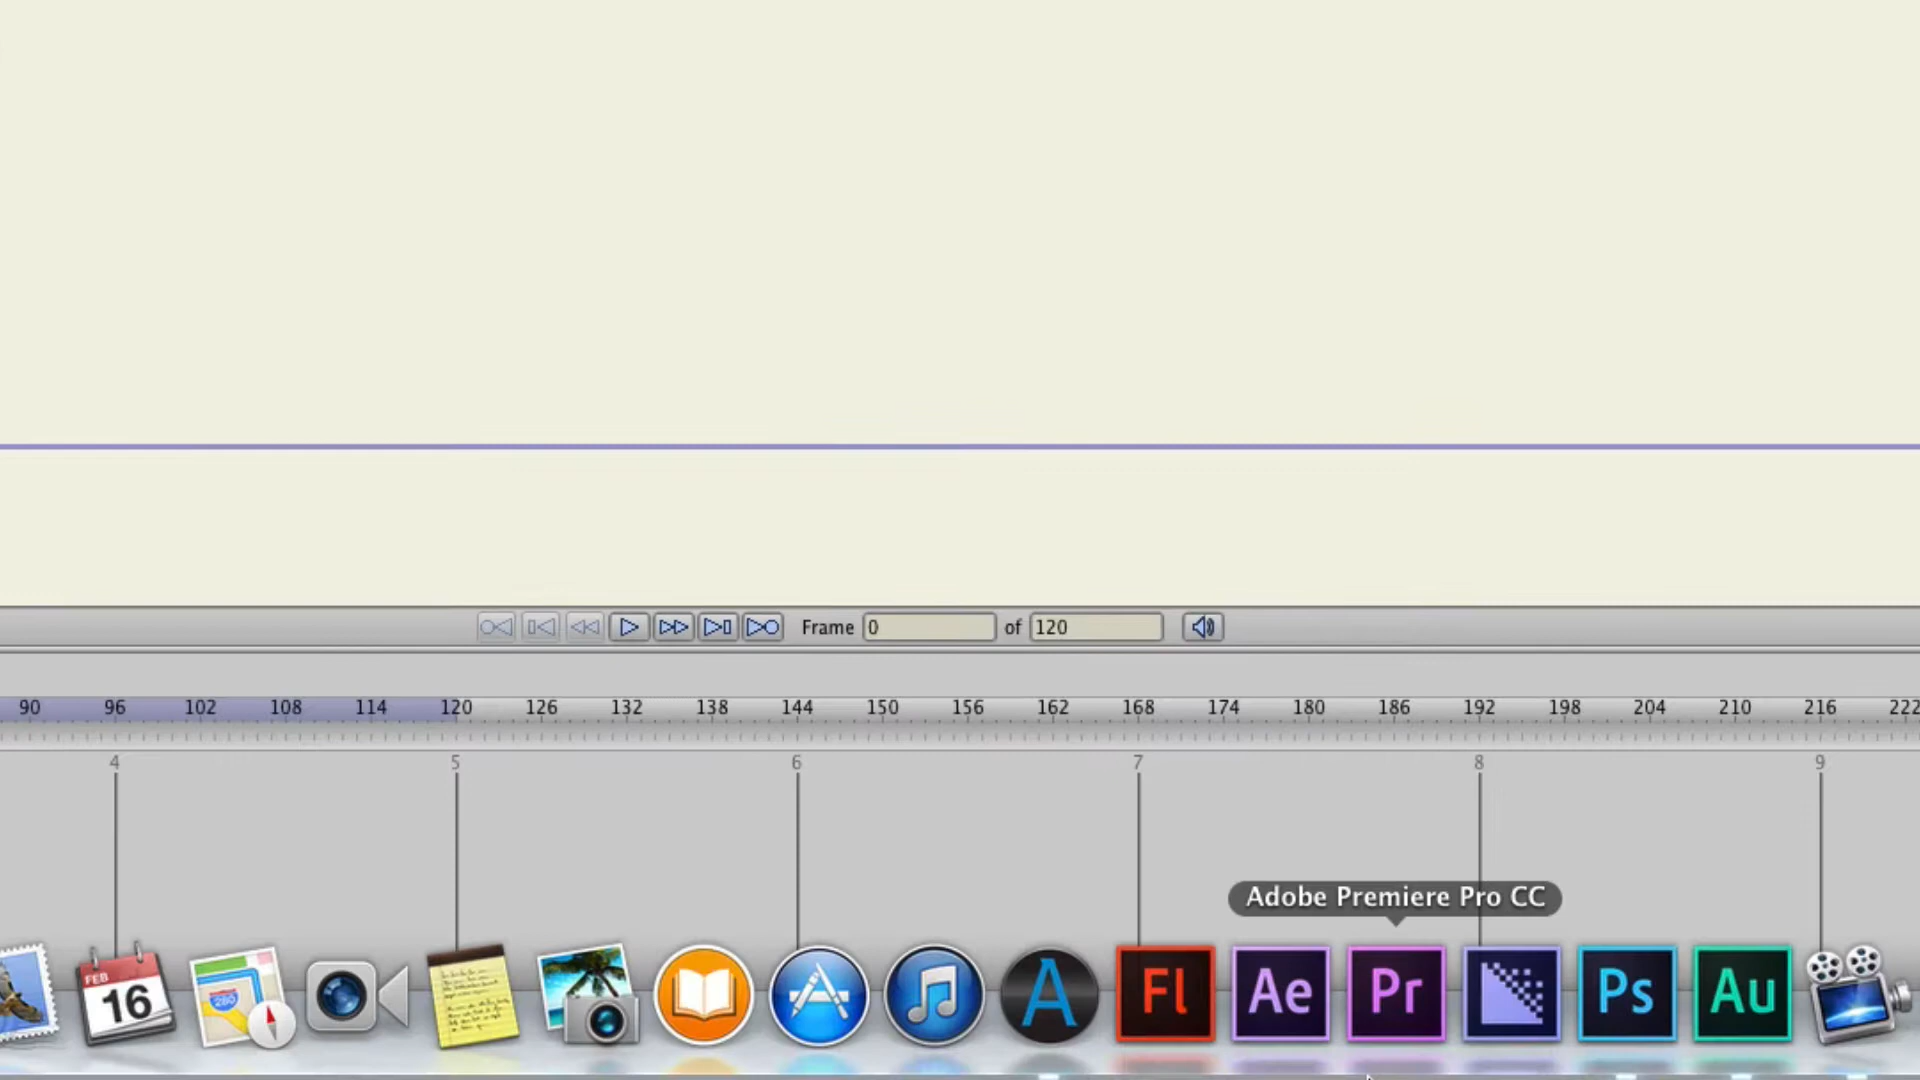 Frame 0 of 120
90 96 102 108 114 120 126 132 138 144 150 156 162 168 174 180 186 192 198 204 210 216 222
4 5 6 7 8 9
Adobe Premiere Pro CC
FEB
16
280
A Fl Ae Pr Ps Au